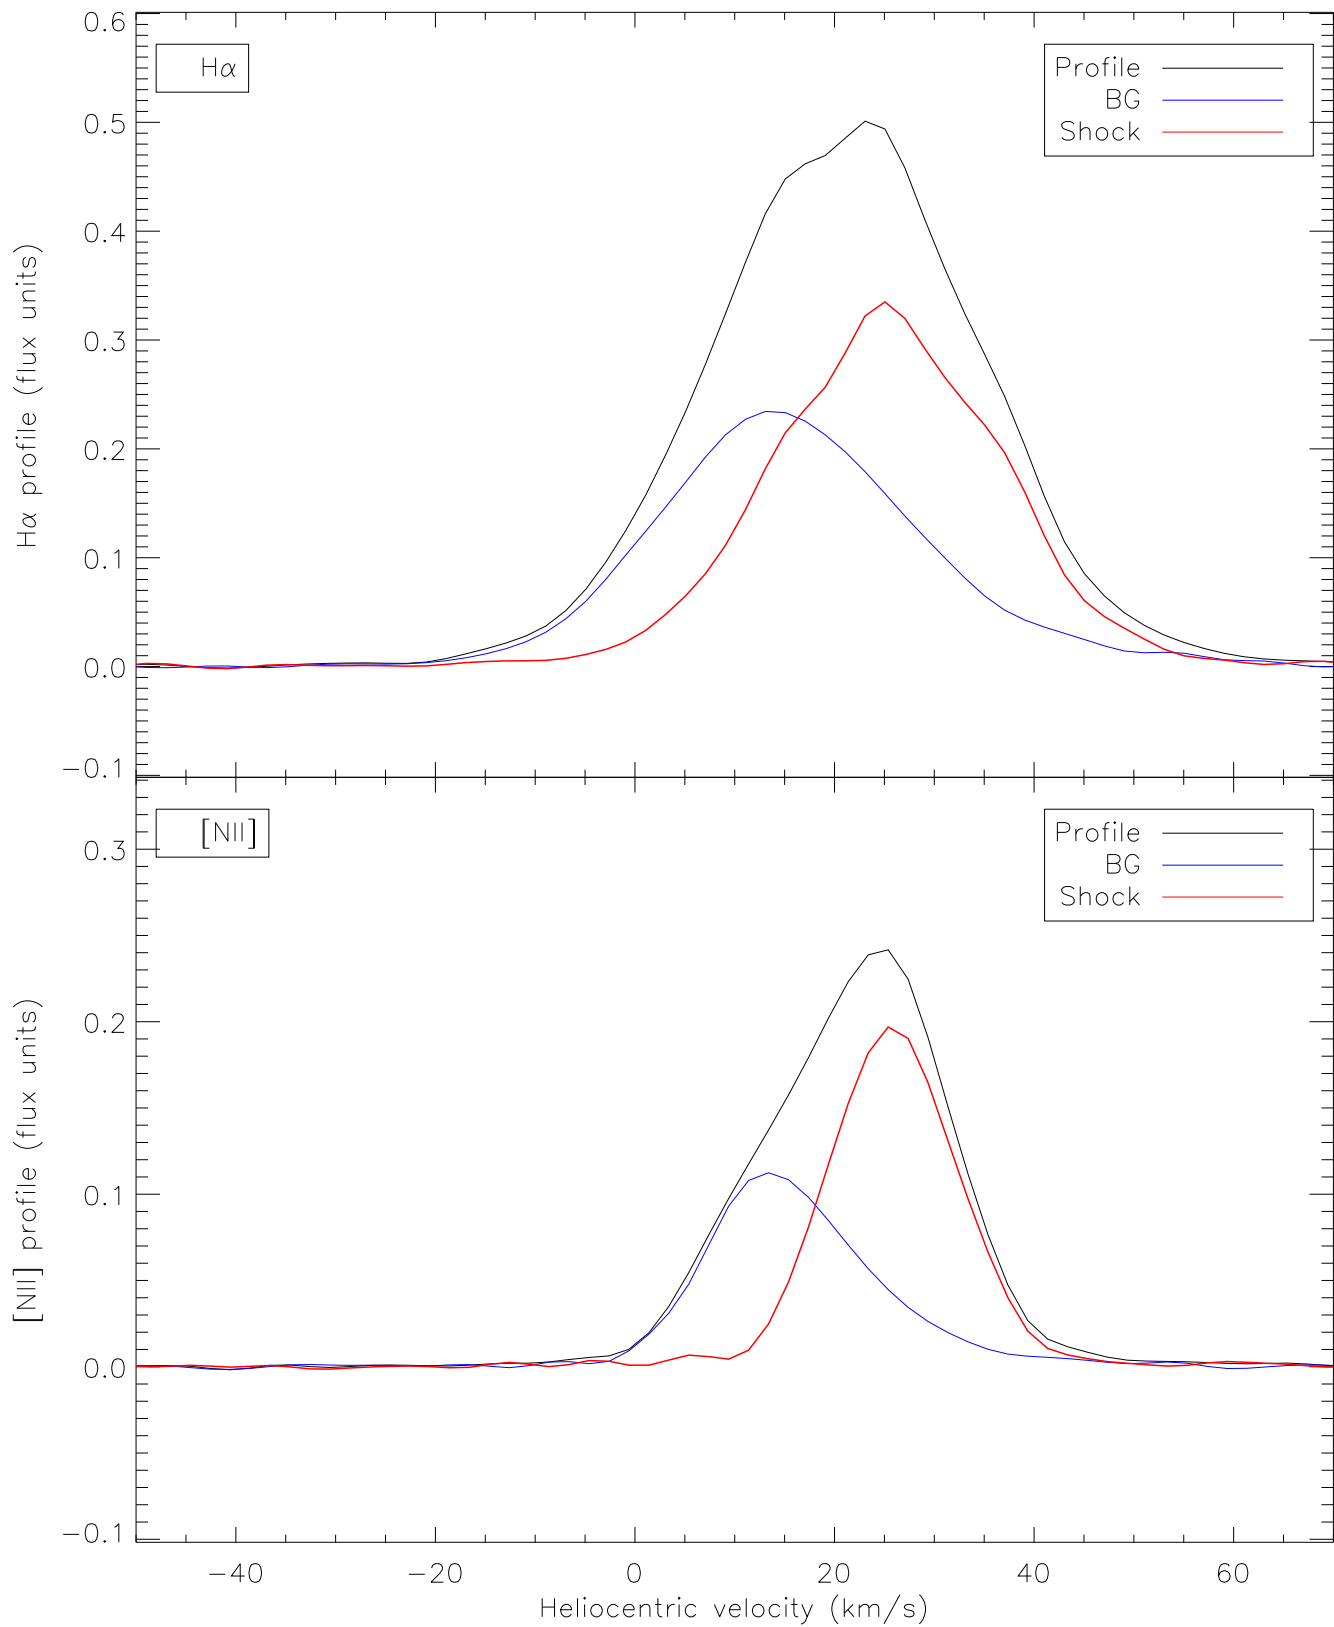 0.6
0.5
0.4
0.3
0.2
0.1
0.0
−0.1
Hα profile (flux units)
Hα
Profile
BG
Shock
0.3
0.2
0.1
0.0
−0.1
[NII] profile (flux units)
[NII]
Profile
BG
Shock
−40 −20 0 20 40 60
Heliocentric velocity (km/s)